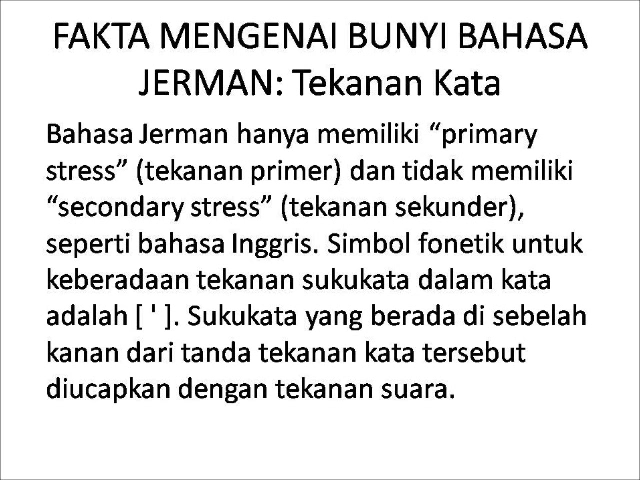 FAKTA MENGENAI BUNYI BAHASA
JERMAN: Tekanan Kata
Bahasa Jerman hanya memiliki “primary
stress” (tekanan primer) dan tidak memiliki
“secondary stress” (tekanan sekunder),
seperti bahasa Inggris. Simbol fonetik untuk
keberadaan tekanan sukukata dalam kata
adalah [ ' ]. Sukukata yang berada di sebelah
kanan dari tanda tekanan kata tersebut
diucapkan dengan tekanan suara.